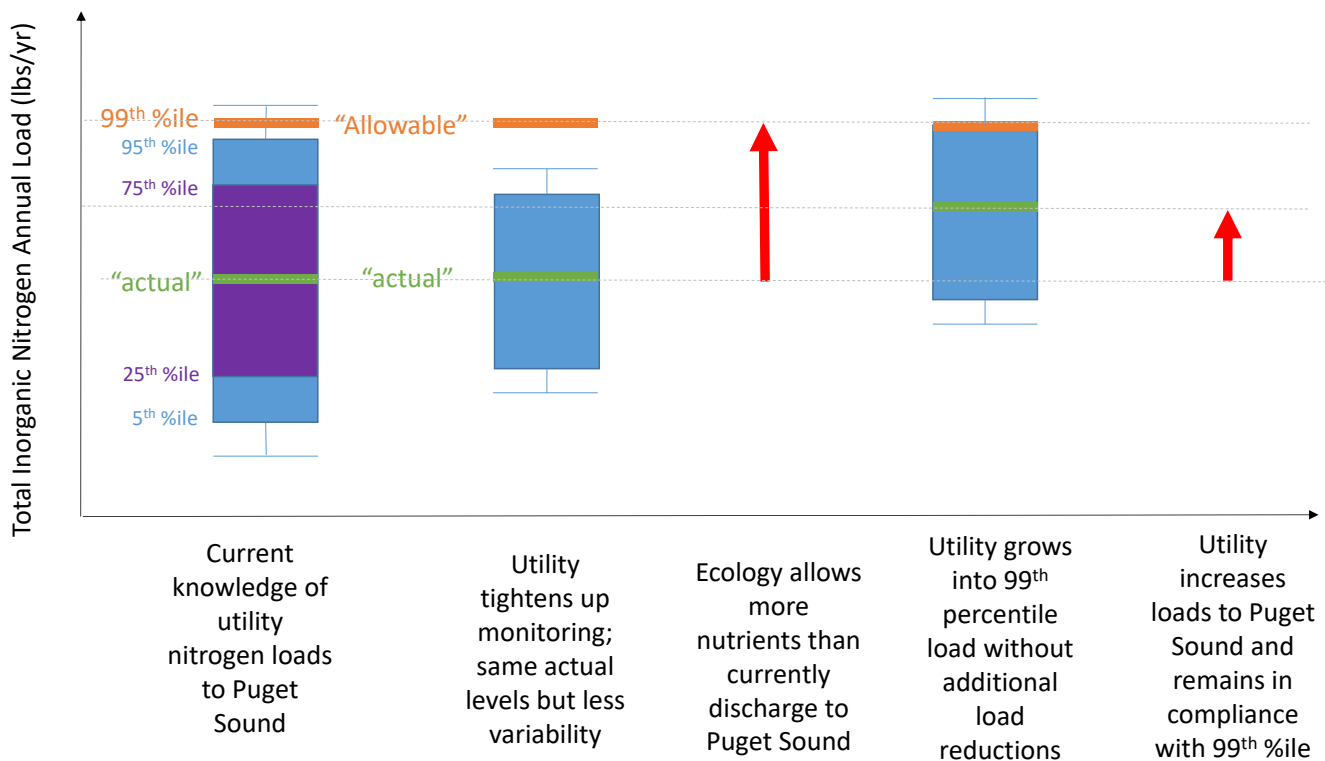 Total Inorganic Nitrogen Annual Load (lbs/yr)
99th %ile
"Allowable"
95th %ile
75th %ile
"actual"
"actual"
25th %ile
5th %ile
Current
knowledge of
utility
nitrogen loads
to Puget
Sound
Utility
tightens up
monitoring;
same actual
levels but less
variability
Ecology allows
more
nutrients than
currently
discharge to
Puget Sound
Utility grows
into 99th
percentile
load without
additional
load
reductions
Utility
increases
loads to Puget
Sound and
remains in
compliance
with 99th %ile